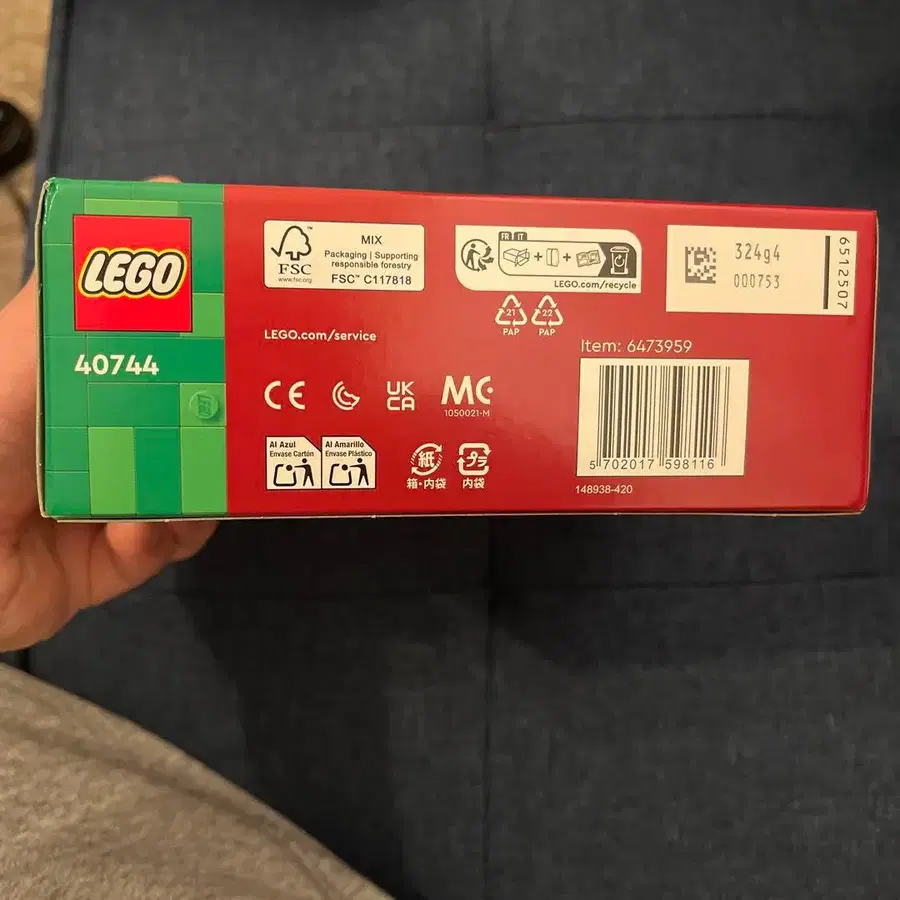 LEGO
40744
FSC
www.fsc.org
MIX
Packaging | Supporting
responsible forestry
FSC™ C117818
FR IT
+ +
LEGO.com/recycle
21
PAP
22
PAP
324g4
000753
6512507
LEGO.com/service
CE
UK
CA
MC
1050021-M
Item: 6473959
5 702017 598116
148938-420
Al Azul
Envase Cartón
Al Amarillo
Envase Plástico
紙
箱・内袋
プラ
内袋